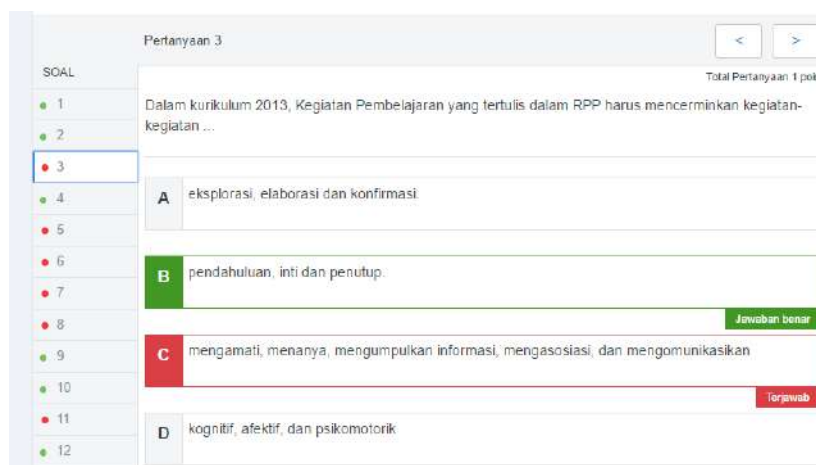 Pertanyaan 3
<
>
SOAL
Total Pertanyaan 1 poi
1
2
3
4
5
6
7
8
9
10
11
12
Dalam kurikulum 2013, Kegiatan Pembelajaran yang tertulis dalam RPP harus mencerminkan kegiatan-
kegiatan ...
A eksplorasi, elaborasi dan konfirmasi:
B pendahuluan, inti dan penutup.
Jawaban benar
C mengamati, menanya, mengumpulkan informasi, mengasosiasi, dan mengomunikasikan
Terjawab
D kognitif, afektif, dan psikomotorik